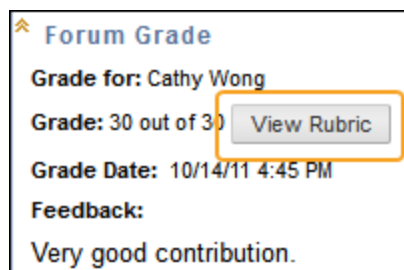 Forum Grade
Grade for: Cathy Wong
Grade: 30 out of 30 View Rubric
Grade Date: 10/14/11 4:45 PM
Feedback:
Very good contribution.